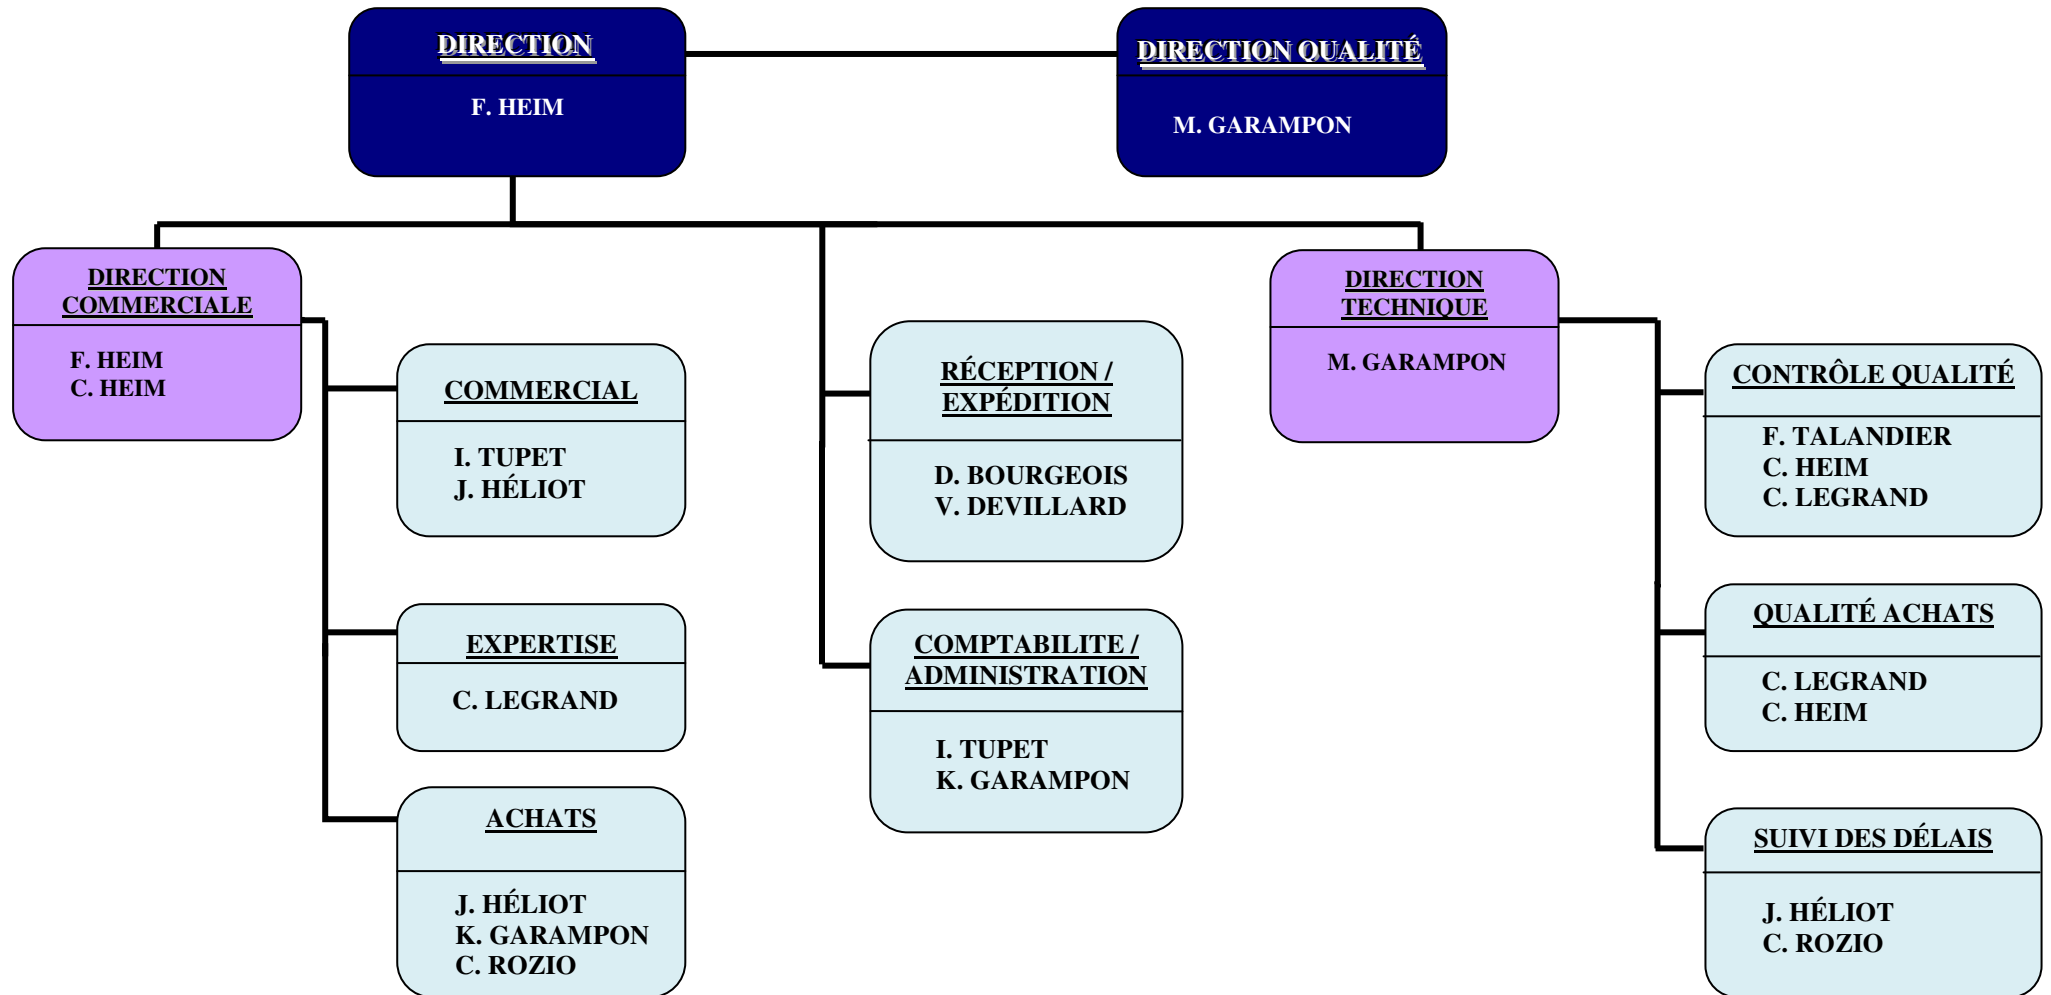 DIRECTION
F. HEIM
DIRECTION QUALITÉ
M. GARAMPON
DIRECTION
COMMERCIALE
F. HEIM
C. HEIM
COMMERCIAL
I. TUPET
J. HÉLIOT
EXPERTISE
C. LEGRAND
ACHATS
J. HÉLIOT
K. GARAMPON
C. ROZIO
RÉCEPTION /
EXPÉDITION
D. BOURGEOIS
V. DEVILLARD
COMPTABILITE /
ADMINISTRATION
I. TUPET
K. GARAMPON
DIRECTION
TECHNIQUE
M. GARAMPON
CONTRÔLE QUALITÉ
F. TALANDIER
C. HEIM
C. LEGRAND
QUALITÉ ACHATS
C. LEGRAND
C. HEIM
SUIVI DES DÉLAIS
J. HÉLIOT
C. ROZIO